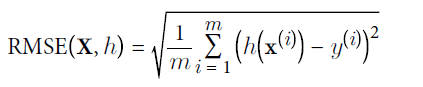 RMSE(X, h) = √(1/m ∑_{i=1}^{m} (h(x^{(i)}) − y^{(i)})²)